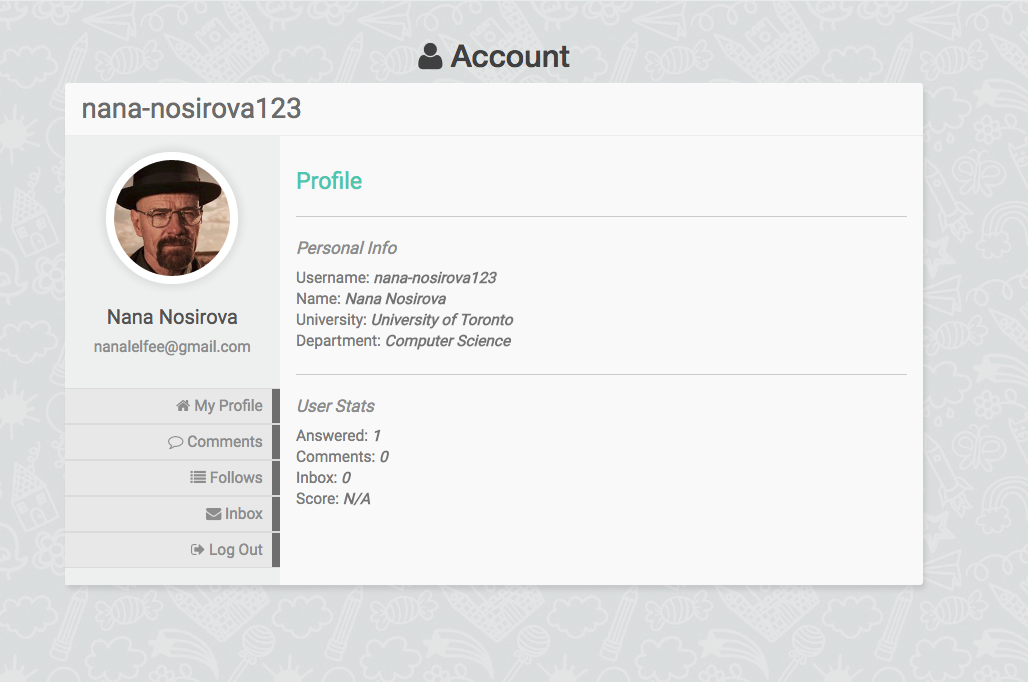 Account
nana-nosirova123
Nana Nosirova
nanalelfee@gmail.com
My Profile
Comments
Follows
Inbox
Log Out
Profile
Personal Info
Username: nana-nosirova123
Name: Nana Nosirova
University: University of Toronto
Department: Computer Science
User Stats
Answered: 1
Comments: 0
Inbox: 0
Score: N/A